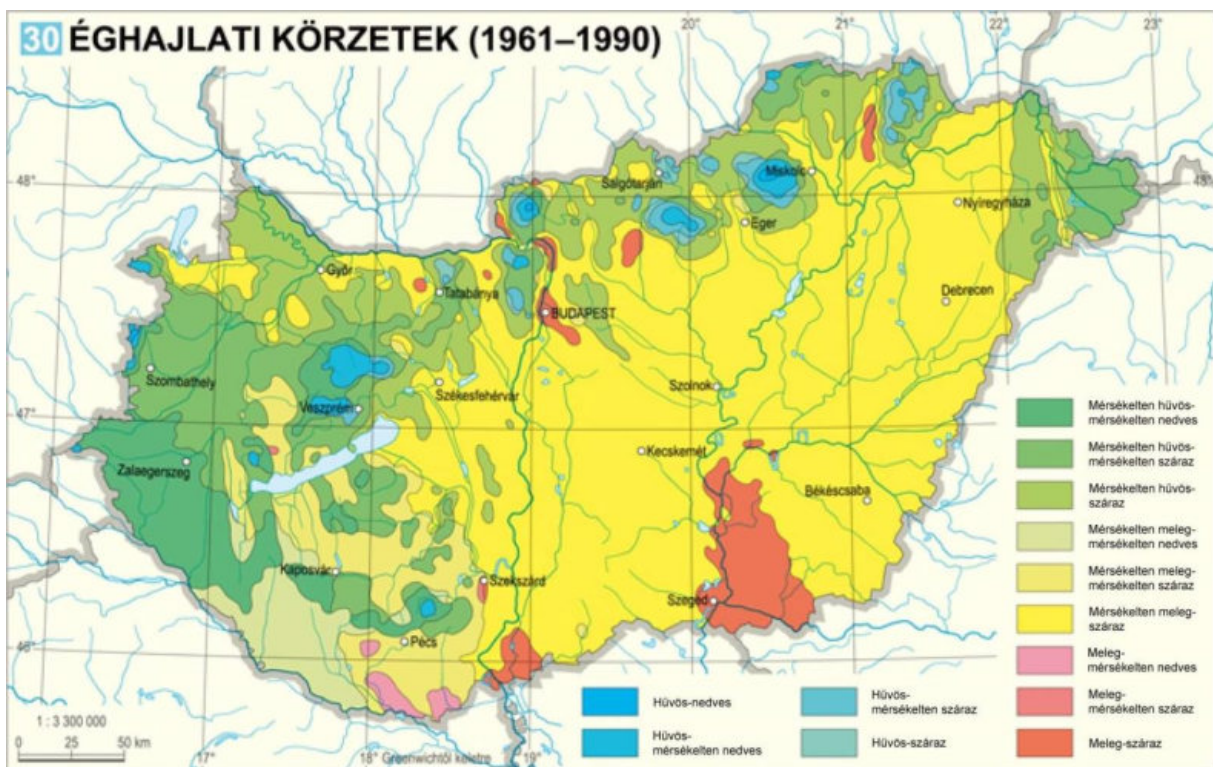 30 ÉGHAJLATI KÖRZETEK (1961–1990)
20°
21°
22°
23°
48°
48°
Salgótarján
Miskolc
Nyíregyháza
Eger
Győr
Tatabánya
BUDAPEST
Debrecen
Szombathely
Székesfehérvár
Szolnok
47°
Veszprém
Kecskemét
Zalaegerszeg
Békéscsaba
Kaposvár
Szekszárd
Szeged
46°
Pécs
Mérsékelten hűvös-
mérsékelten nedves
Mérsékelten hűvös-
mérsékelten száraz
Mérsékelten hűvös-
száraz
Mérsékelten meleg-
mérsékelten nedves
Mérsékelten meleg-
mérsékelten száraz
Mérsékelten meleg-
száraz
Meleg-
mérsékelten nedves
Meleg-
mérsékelten száraz
Meleg-száraz
Hűvös-nedves
Hűvös-
mérsékelten nedves
Hűvös-
mérsékelten száraz
Hűvös-száraz
1 : 3 300 000
0 25 50 km
17° 18° Greenwichtől keletre 19°